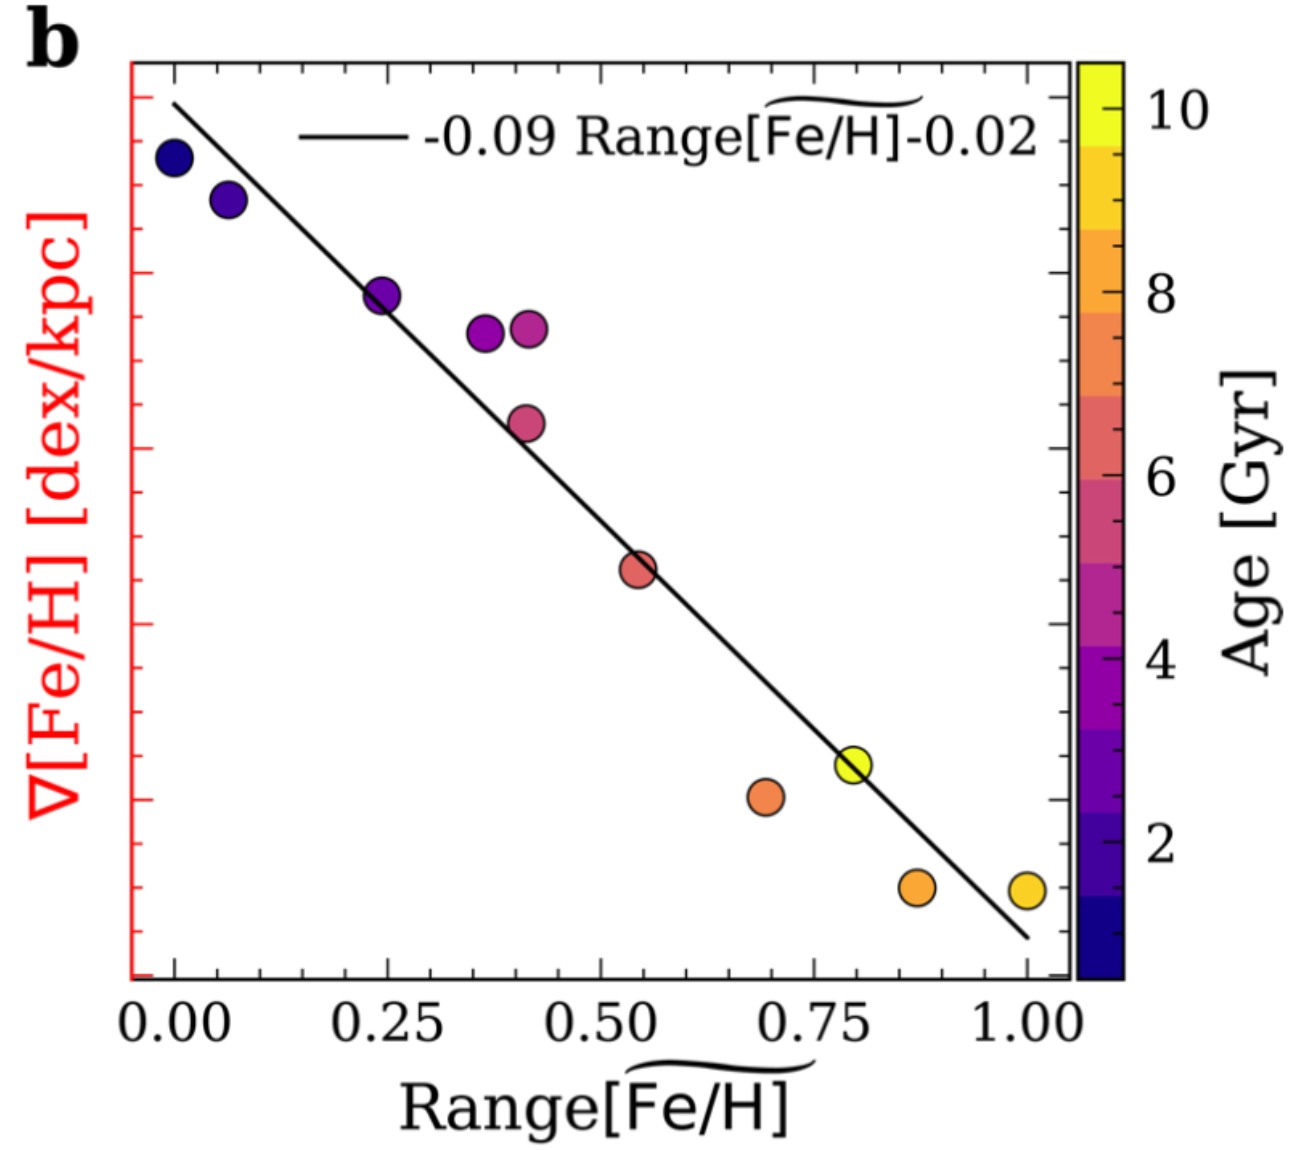 b
-0.09 Range[Fe/H]-0.02
∇[Fe/H] [dex/kpc]
10
8
6
4
2
Age [Gyr]
0.00 0.25 0.50 0.75 1.00
Range[Fe/H]